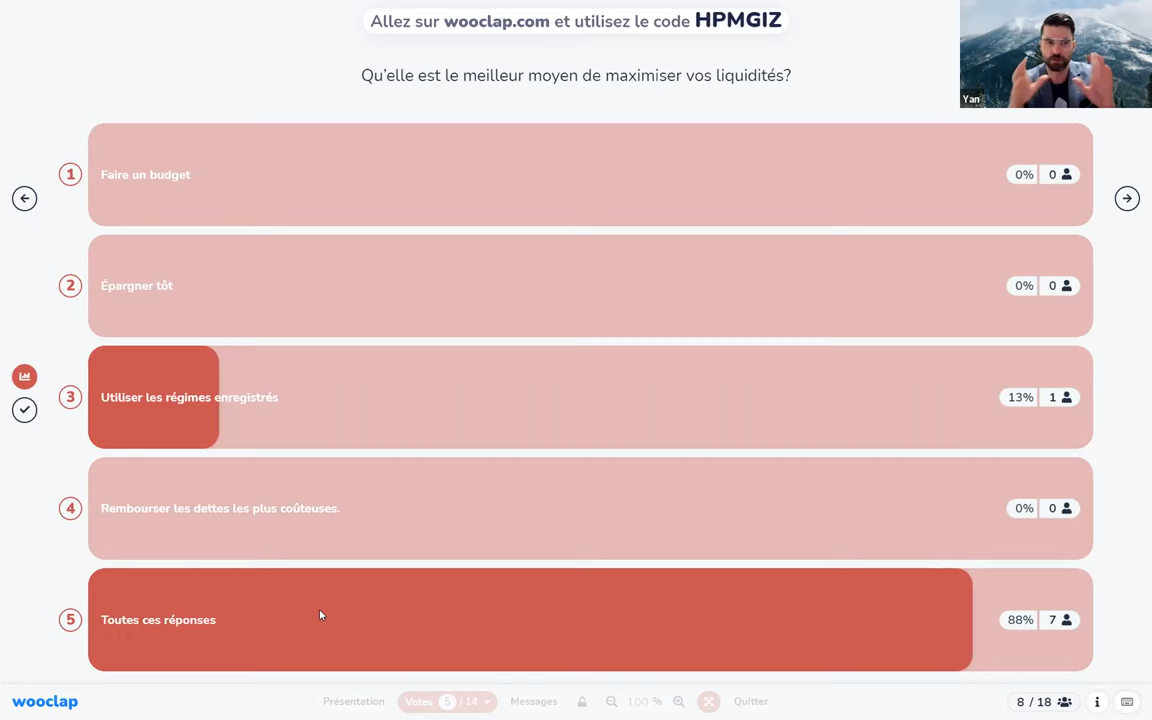 Allez sur wooclap.com et utilisez le code HPMGIZ
Qu'elle est le meilleur moyen de maximiser vos liquidités?
Yan
1 Faire un budget 0% 0
2 Épargner tôt 0% 0
3 Utiliser les régimes enregistrés 13% 1
4 Rembourser les dettes les plus coûteuses. 0% 0
5 Toutes ces réponses 88% 7
wooclap Présentation Votes 5 / 14 Messages 100 % Quitter 8 / 18